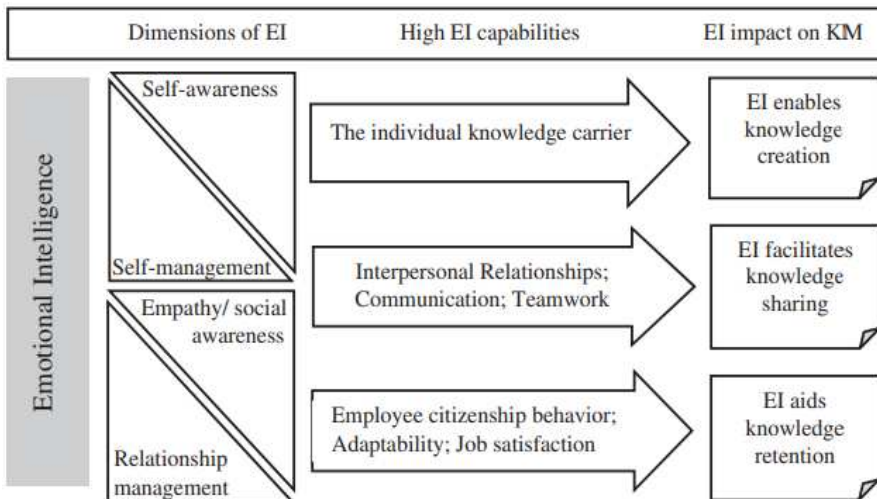 Dimensions of EI
High EI capabilities
EI impact on KM
Emotional Intelligence
Self-awareness
Self-management
Empathy/ social
awareness
Relationship
management
The individual knowledge carrier
Interpersonal Relationships;
Communication; Teamwork
Employee citizenship behavior;
Adaptability; Job satisfaction
EI enables
knowledge
creation
EI facilitates
knowledge
sharing
EI aids
knowledge
retention